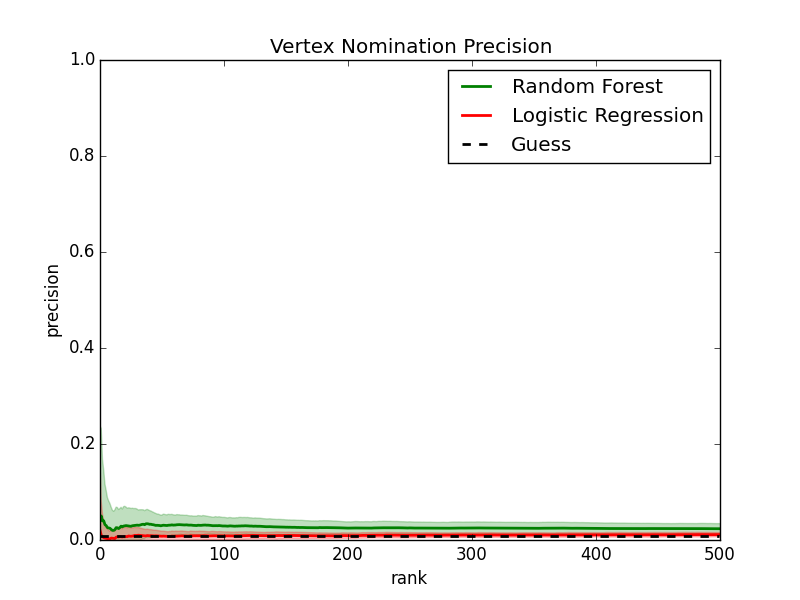 Vertex Nomination Precision
1.0
0.8
0.6
0.4
0.2
0.0
precision
Random Forest
Logistic Regression
Guess
0
100
200
300
400
500
rank